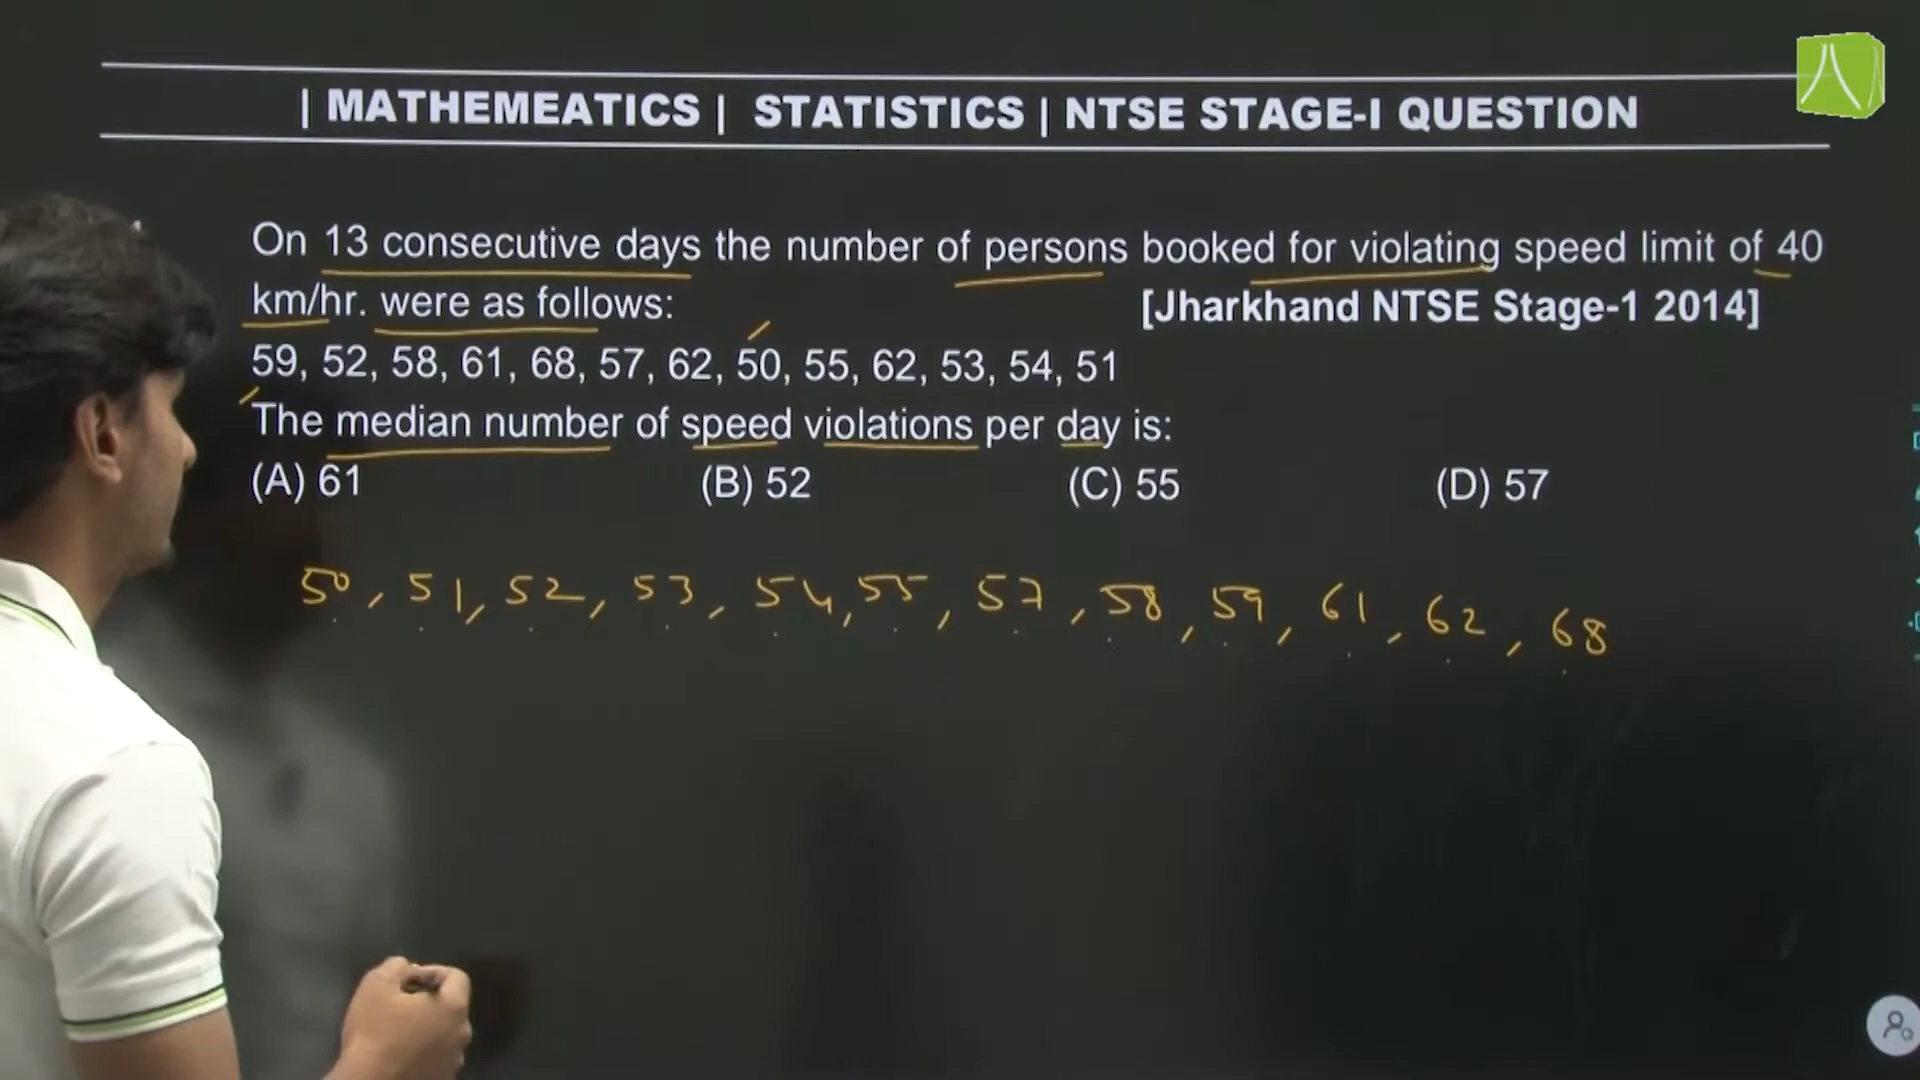 | MATHEMEATICS | STATISTICS | NTSE STAGE-I QUESTION
On 13 consecutive days the number of persons booked for violating speed limit of 40
km/hr. were as follows: [Jharkhand NTSE Stage-1 2014]
59, 52, 58, 61, 68, 57, 62, 50, 55, 62, 53, 54, 51
The median number of speed violations per day is:
(A) 61 (B) 52 (C) 55 (D) 57
50, 51, 52, 53, 54, 55, 57, 58, 59, 61, 62, 68